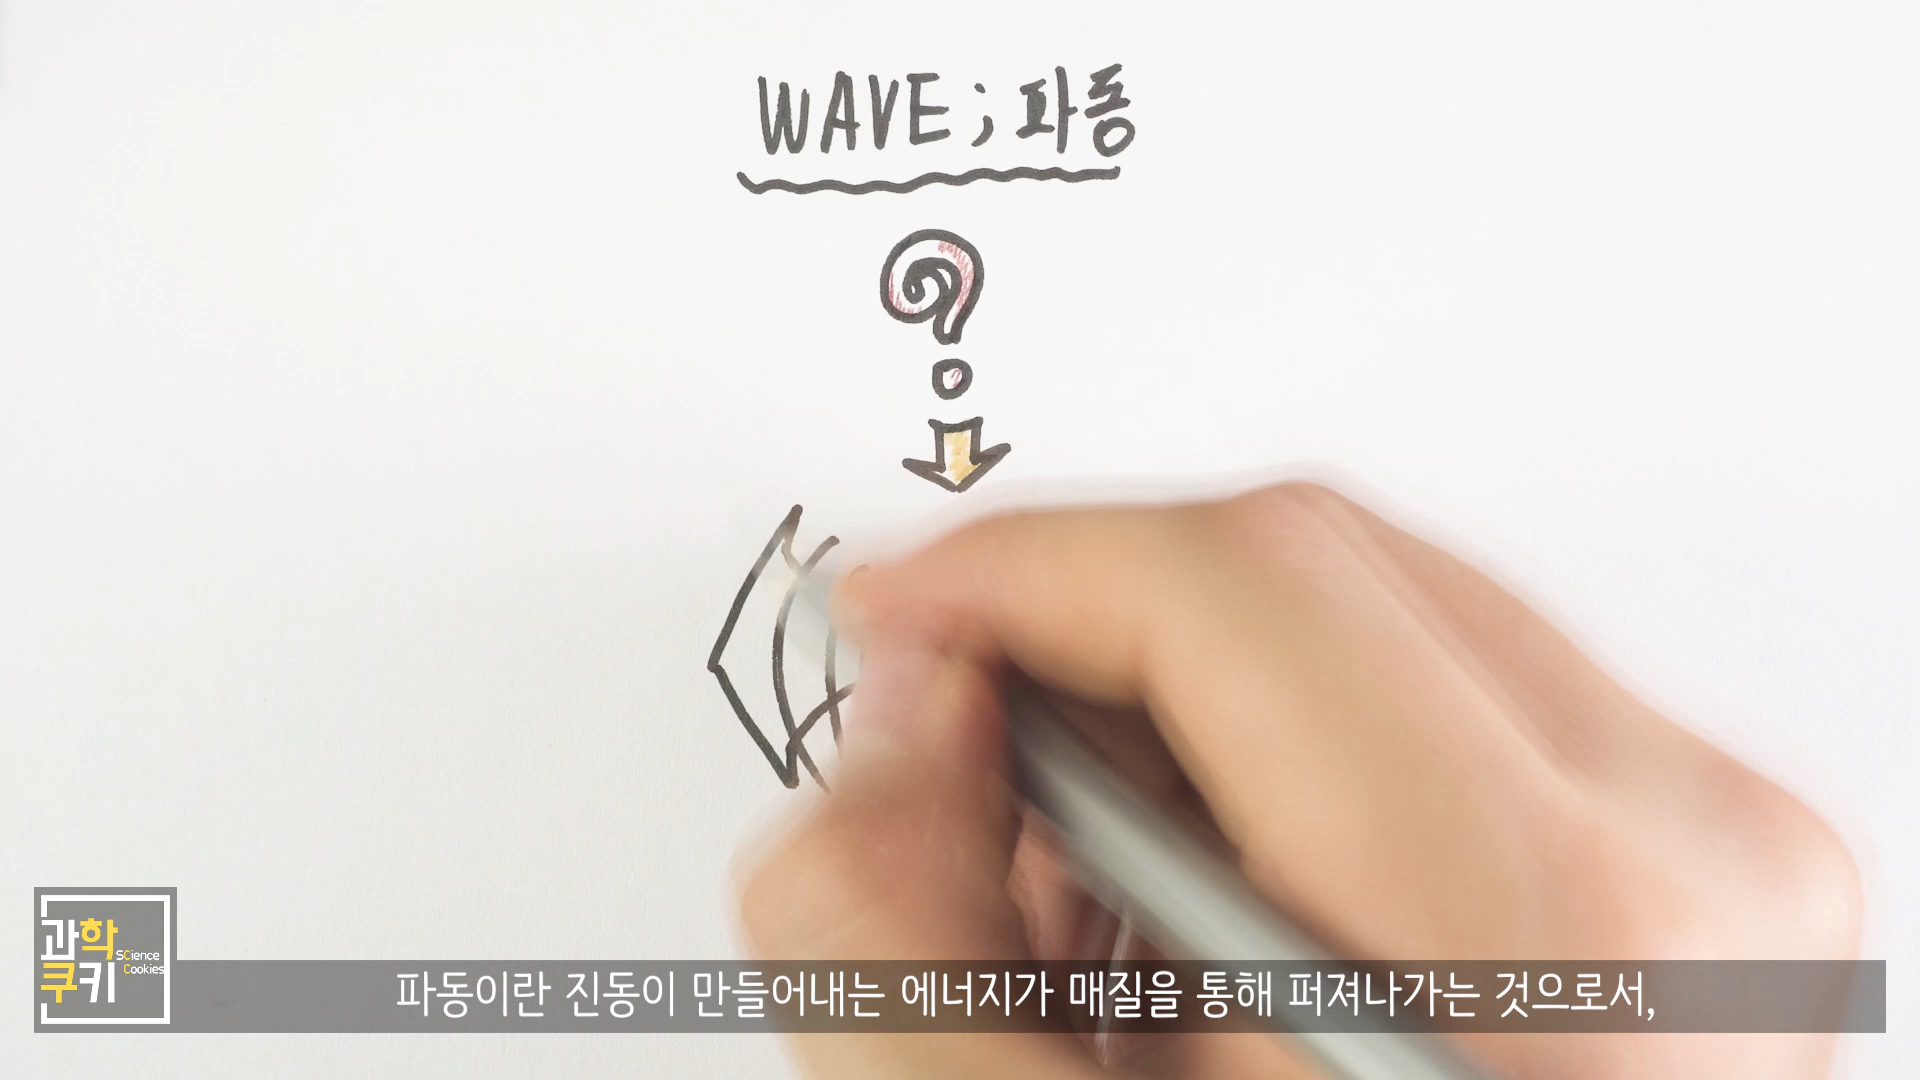 WAVE ; 파동
?
과학
쿠키
Science
Cookies
파동이란 진동이 만들어내는 에너지가 매질을 통해 퍼져나가는 것으로서,